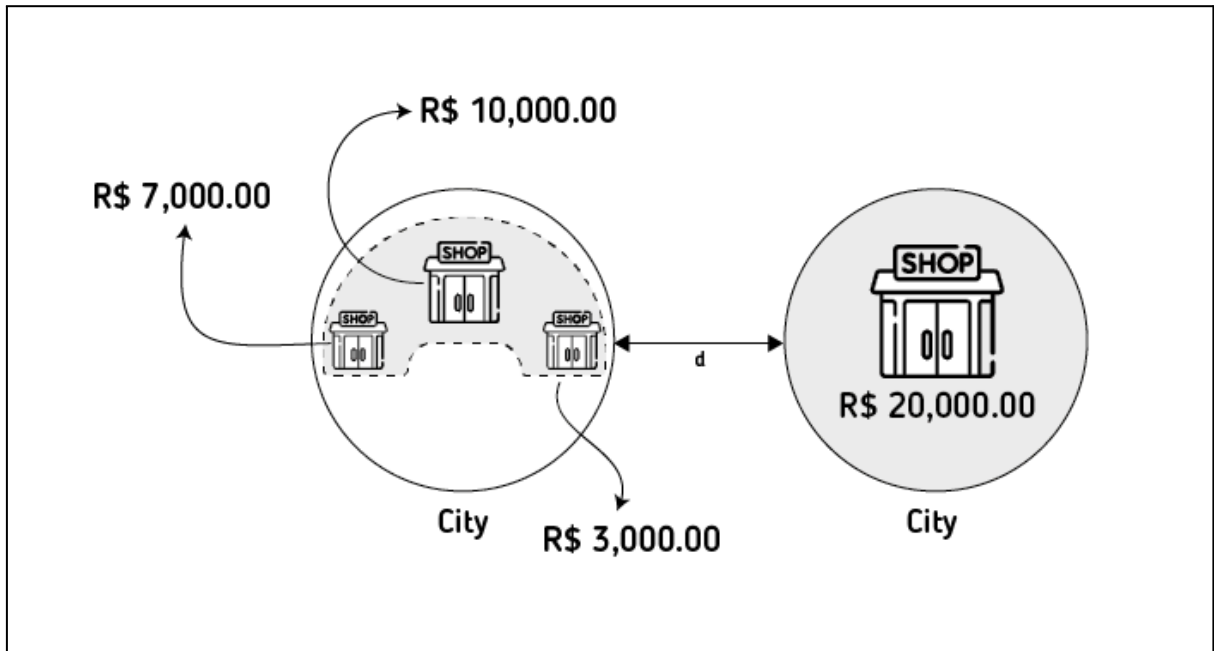 R$ 10,000.00
R$ 7,000.00
SHOP
SHOP
SHOP
d
SHOP
R$ 20,000.00
City
R$ 3,000.00
City